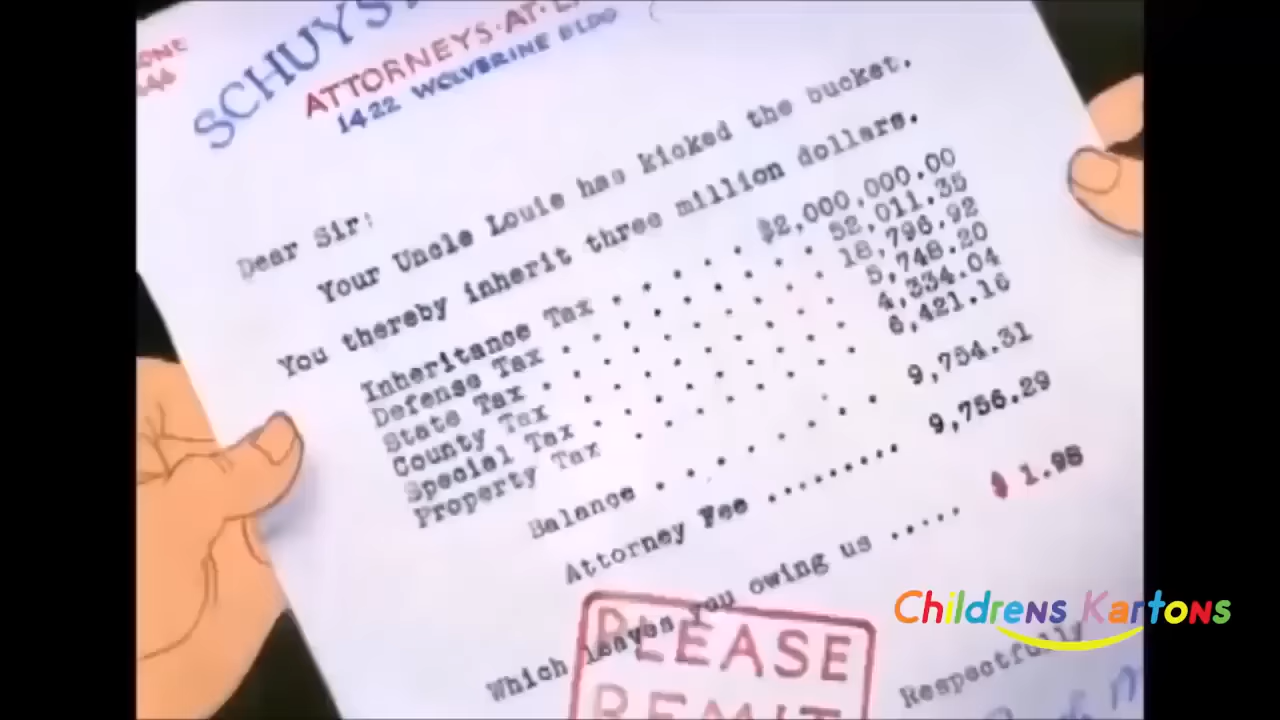 SCHUYS
ATTORNEYS·AT·L
1422 WOLVERINE BLDG
Dear Sir:
Your Uncle Louie has kicked the bucket.
You thereby inherit three million dollars.
Inheritance Tax . . . . . $2,000,000.00
Defense Tax . . . . . . 52,011.35
State Tax . . . . . . 18,796.92
County Tax . . . . . . 5,748.20
Special Tax . . . . . . 4,334.04
Property Tax . . . . . . 6,421.16
Balance . . . . . . . . 9,754.31
Attorney Fee .......... 9,756.29
Which leaves you owing us ..... $ 1.98
PLEASE
REMIT
Respectfully
Childrens Kartons